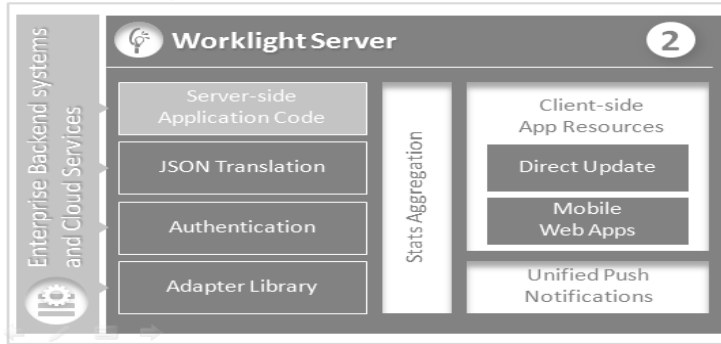 Enterprise Backend systems
and Cloud Services
Worklight Server
2
Server-side
Application Code
JSON Translation
Authentication
Adapter Library
Stats Aggregation
Client-side
App Resources
Direct Update
Mobile
Web Apps
Unified Push
Notifications